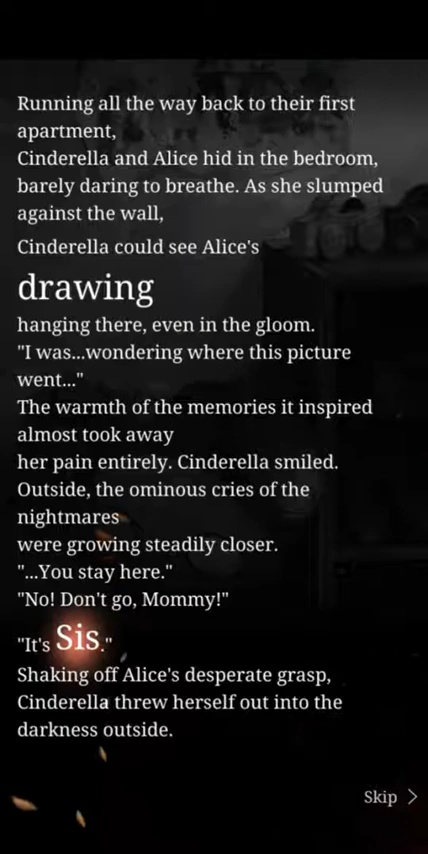 Running all the way back to their first
apartment,
Cinderella and Alice hid in the bedroom,
barely daring to breathe. As she slumped
against the wall,
Cinderella could see Alice's
drawing
hanging there, even in the gloom.
"I was...wondering where this picture
went..."
The warmth of the memories it inspired
almost took away
her pain entirely. Cinderella smiled.
Outside, the ominous cries of the
nightmares
were growing steadily closer.
"...You stay here."
"No! Don't go, Mommy!"
"It's Sis."
Shaking off Alice's desperate grasp,
Cinderella threw herself out into the
darkness outside.
Skip